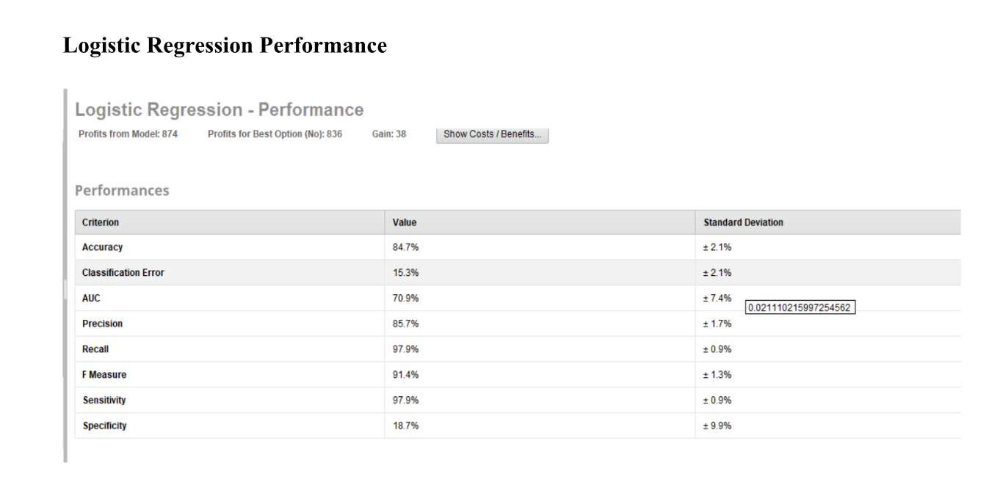 Logistic Regression Performance
Logistic Regression - Performance
Profits from Model: 874 Profits for Best Option (No): 836 Gain: 38 Show Costs / Benefits...
Performances
Criterion Value Standard Deviation
Accuracy 84.7% ± 2.1%
Classification Error 15.3% ± 2.1%
AUC 70.9% ± 7.4%
0.021110215997254562
Precision 85.7% ± 1.7%
Recall 97.9% ± 0.9%
F Measure 91.4% ± 1.3%
Sensitivity 97.9% ± 0.9%
Specificity 18.7% ± 9.9%